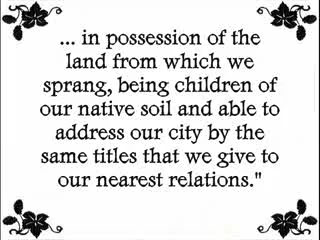 ... in possession of the
land from which we
sprang, being children of
our native soil and able to
address our city by the
same titles that we give to
our nearest relations."